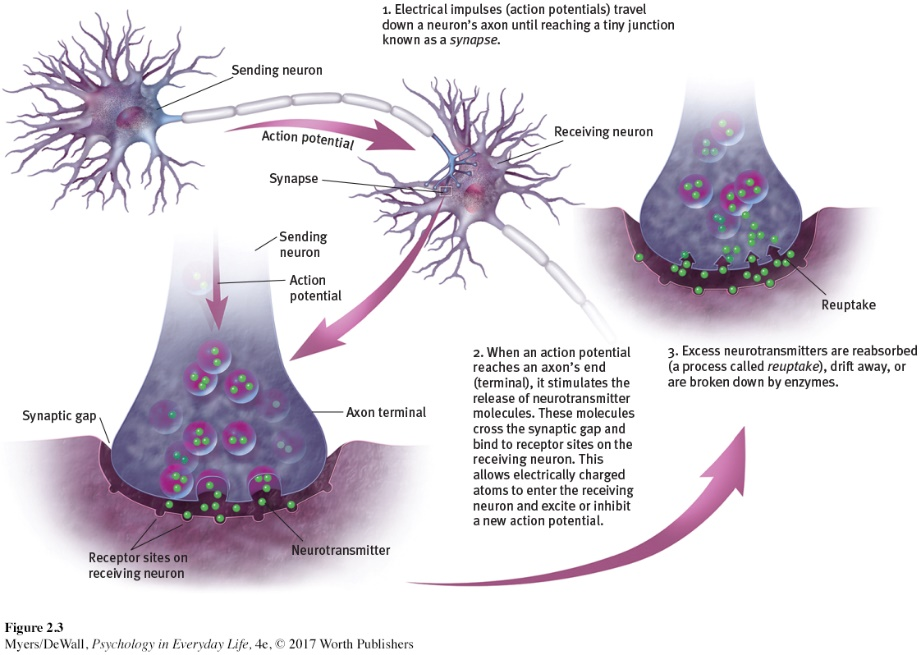 1. Electrical impulses (action potentials) travel
down a neuron's axon until reaching a tiny junction
known as a synapse.
Sending neuron
Action potential
Receiving neuron
Synapse
Sending
neuron
Action
potential
Reuptake
2. When an action potential
reaches an axon's end
(terminal), it stimulates the
release of neurotransmitter
molecules. These molecules
cross the synaptic gap and
bind to receptor sites on the
receiving neuron. This
allows electrically charged
atoms to enter the receiving
neuron and excite or inhibit
a new action potential.
3. Excess neurotransmitters are reabsorbed
(a process called reuptake), drift away, or
are broken down by enzymes.
Synaptic gap
Axon terminal
Receptor sites on
receiving neuron
Neurotransmitter
Figure 2.3
Myers/DeWall, Psychology in Everyday Life, 4e, © 2017 Worth Publishers